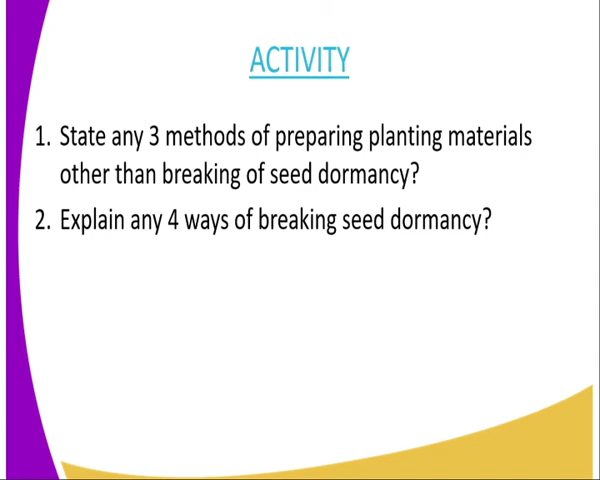 ACTIVITY
1. State any 3 methods of preparing planting materials
other than breaking of seed dormancy?
2. Explain any 4 ways of breaking seed dormancy?